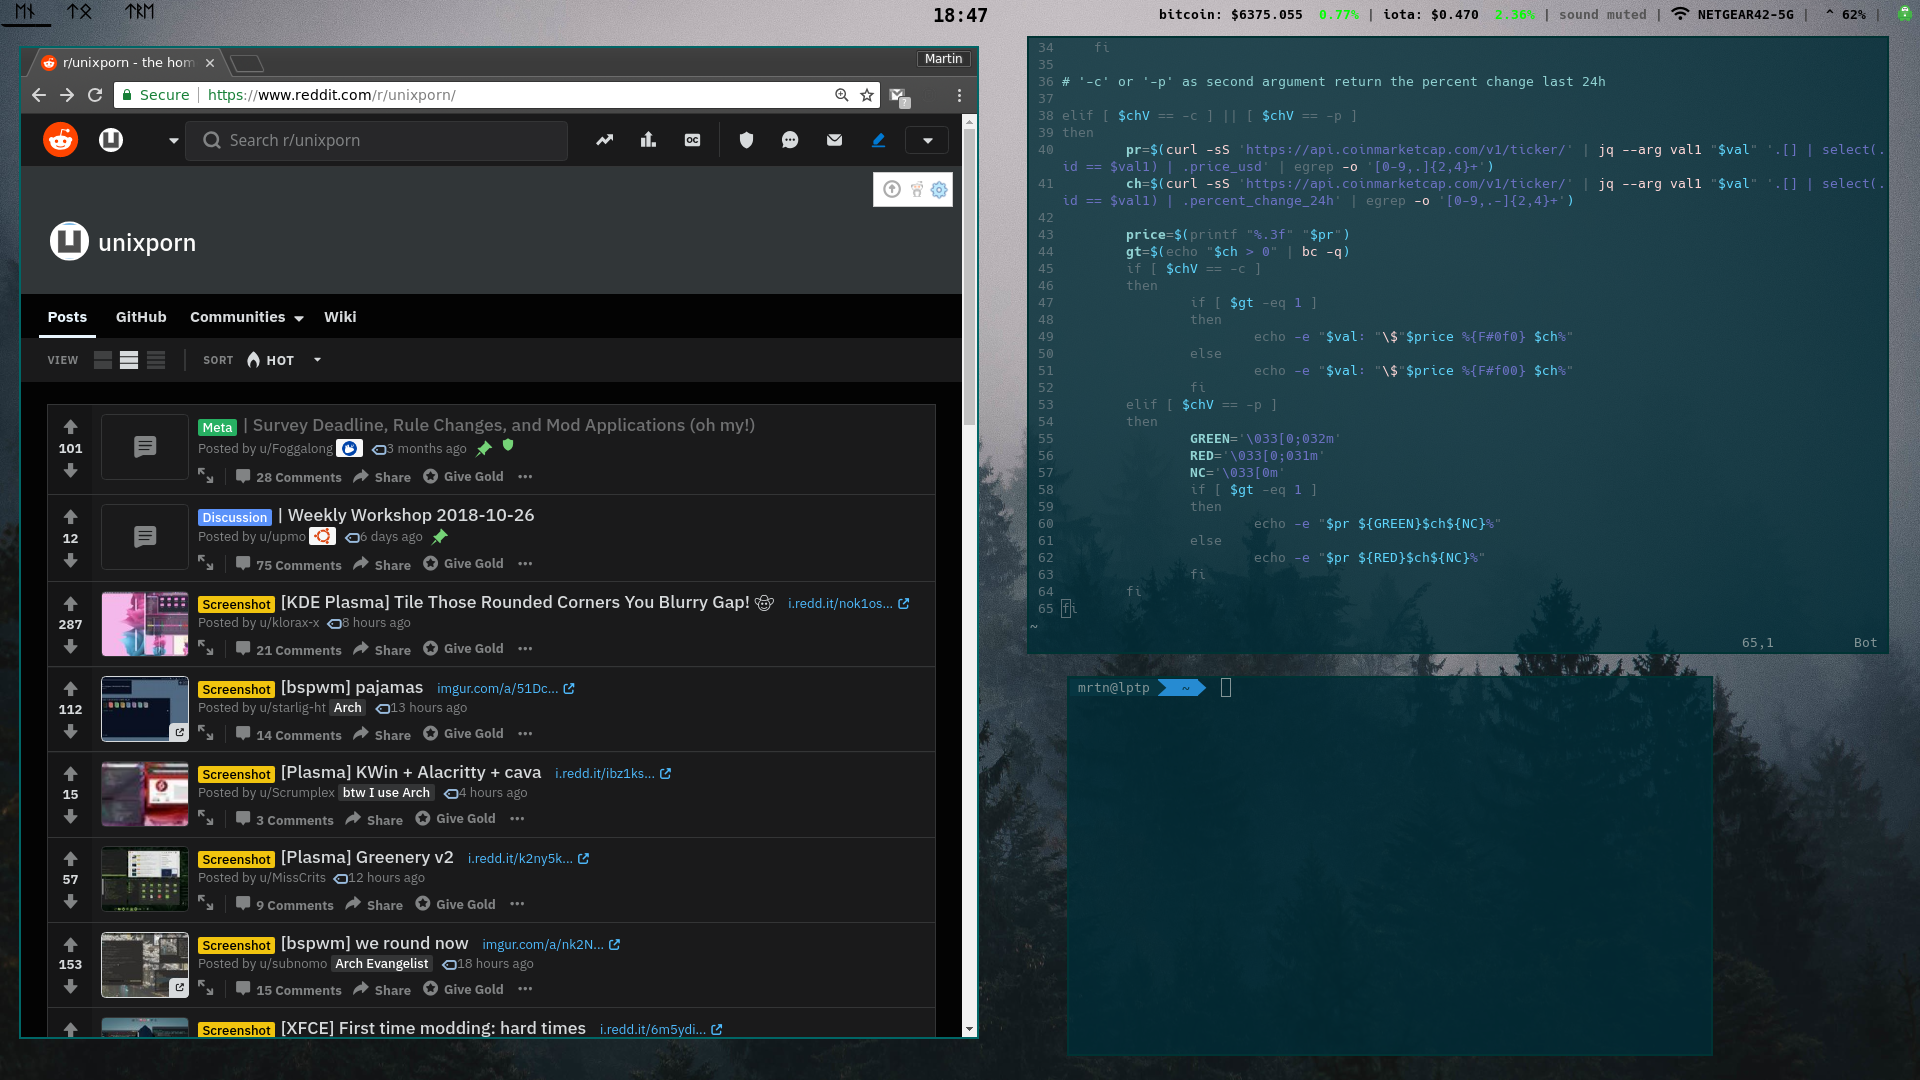 ᛖᚾ ᛏᛟ ᛏᚱᛖ
18:47
bitcoin: $6375.055 0.77% | iota: $0.470 2.36% | sound muted | NETGEAR42-5G | ^ 62% |
r/unixporn - the hom
Martin
Secure https://www.reddit.com/r/unixporn/
Search r/unixporn
unixporn
Posts GitHub Communities Wiki
VIEW SORT HOT
101
Meta | Survey Deadline, Rule Changes, and Mod Applications (oh my!)
Posted by u/Foggalong 3 months ago
28 Comments Share Give Gold ···
12
Discussion | Weekly Workshop 2018-10-26
Posted by u/upmo 6 days ago
75 Comments Share Give Gold ···
287
Screenshot [KDE Plasma] Tile Those Rounded Corners You Blurry Gap! i.redd.it/nok1os...
Posted by u/klorax-x 8 hours ago
21 Comments Share Give Gold ···
112
Screenshot [bspwm] pajamas imgur.com/a/51Dc...
Posted by u/starlig-ht Arch 13 hours ago
14 Comments Share Give Gold ···
15
Screenshot [Plasma] KWin + Alacritty + cava i.redd.it/ibz1ks...
Posted by u/Scrumplex btw I use Arch 4 hours ago
3 Comments Share Give Gold ···
57
Screenshot [Plasma] Greenery v2 i.redd.it/k2ny5k...
Posted by u/MissCrits 12 hours ago
9 Comments Share Give Gold ···
153
Screenshot [bspwm] we round now imgur.com/a/nk2N...
Posted by u/subnomo Arch Evangelist 18 hours ago
15 Comments Share Give Gold ···
Screenshot [XFCE] First time modding: hard times i.redd.it/6m5ydi...
34 fi
35
36 # '-c' or '-p' as second argument return the percent change last 24h
37
38 elif [ $chV == -c ] || [ $chV == -p ]
39 then
40 pr=$(curl -sS 'https://api.coinmarketcap.com/v1/ticker/' | jq --arg val1 "$val" '.[] | select(.
id == $val1) | .price_usd' | egrep -o '[0-9,.]{2,4}+')
41 ch=$(curl -sS 'https://api.coinmarketcap.com/v1/ticker/' | jq --arg val1 "$val" '.[] | select(.
id == $val1) | .percent_change_24h' | egrep -o '[0-9,.-]{2,4}+')
42
43 price=$(printf "%.3f" "$pr")
44 gt=$(echo "$ch > 0" | bc -q)
45 if [ $chV == -c ]
46 then
47 if [ $gt -eq 1 ]
48 then
49 echo -e "$val: "\$"$price %{F#0f0} $ch%"
50 else
51 echo -e "$val: "\$"$price %{F#f00} $ch%"
52 fi
53 elif [ $chV == -p ]
54 then
55 GREEN='\033[0;032m'
56 RED='\033[0;031m'
57 NC='\033[0m'
58 if [ $gt -eq 1 ]
59 then
60 echo -e "$pr ${GREEN}$ch${NC}%"
61 else
62 echo -e "$pr ${RED}$ch${NC}%"
63 fi
64 fi
65 fi
~
65,1 Bot
mrtn@lptp ~